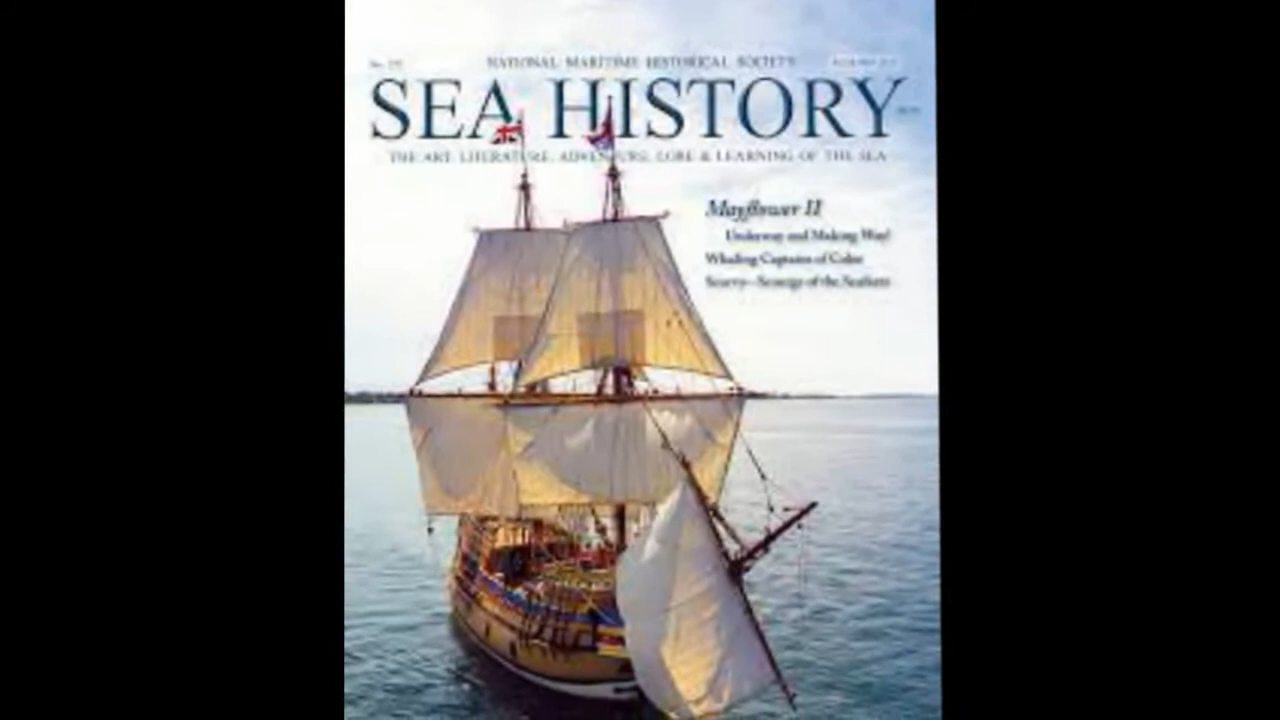 NATIONAL MARITIME HISTORICAL SOCIETY
SEA HISTORY
THE ART, LITERATURE, ADVENTURE, LORE & LEARNING OF THE SEA
Mayflower II
Underway and Making Way!
Whaling Captains of Color
Scurvy—Scourge of the Seafarer